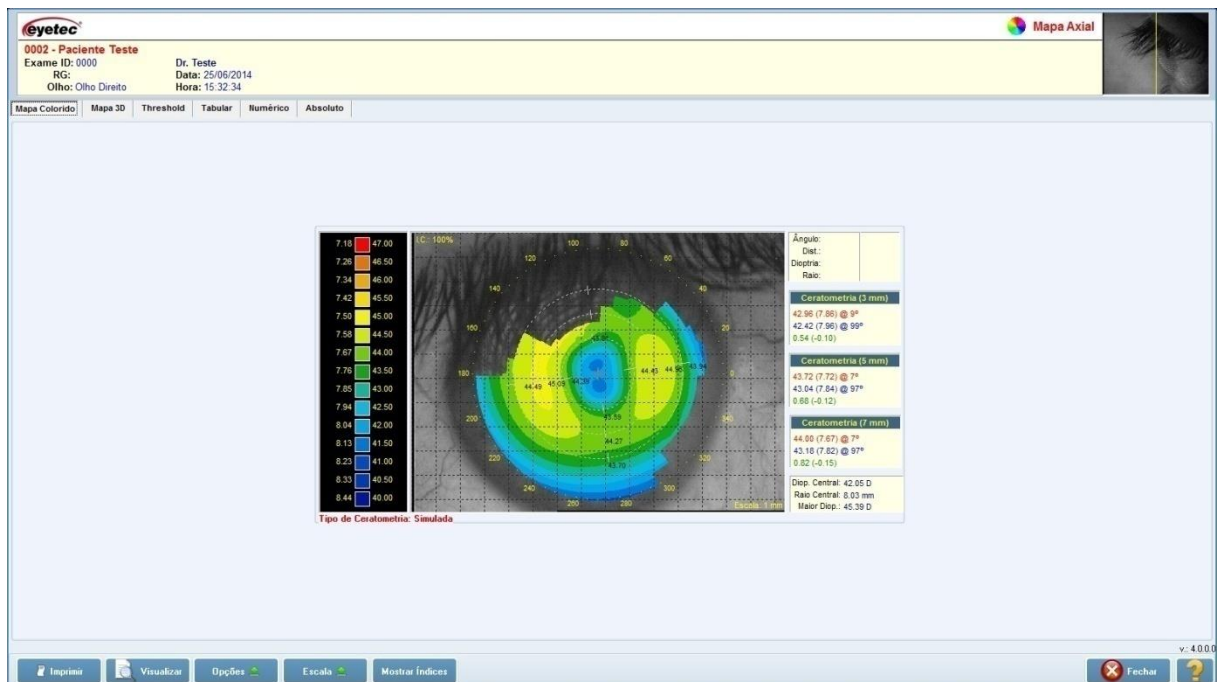 eyetec
Mapa Axial
0002 - Paciente Teste
Exame ID: 0000
Dr. Teste
RG:
Data: 25/06/2014
Olho: Olho Direito
Hora: 15:32:34
Mapa Colorido
Mapa 3D
Threshold
Tabular
Numérico
Absoluto
7.18 47.00
7.26 46.50
7.34 46.00
7.42 45.50
7.50 45.00
7.58 44.50
7.67 44.00
7.76 43.50
7.85 43.00
7.94 42.50
8.04 42.00
8.13 41.50
8.23 41.00
8.33 40.50
8.44 40.00
I.C.: 100%
100
80
120
60
140
40
160
20
180
0
44.43
43.94
44.49
45.09
200
340
43.59
44.27
43.70
220
320
240
300
260
280
Escala: 1 mm
Ângulo:
Dist.:
Dioptria:
Raio:
Ceratometria (3 mm)
42.96 (7.86) @ 9º
42.42 (7.96) @ 99º
0.54 (-0.10)
Ceratometria (5 mm)
43.72 (7.72) @ 7º
43.04 (7.84) @ 97º
0.68 (-0.12)
Ceratometria (7 mm)
44.00 (7.67) @ 7º
43.18 (7.82) @ 97º
0.82 (-0.15)
Diop. Central: 42.05 D
Raio Central: 8.03 mm
Maior Diop.: 45.39 D
Tipo de Ceratometria: Simulada
v.: 4.0.0.0
Imprimir
Visualizar
Opções
Escala
Mostrar Índices
Fechar
?